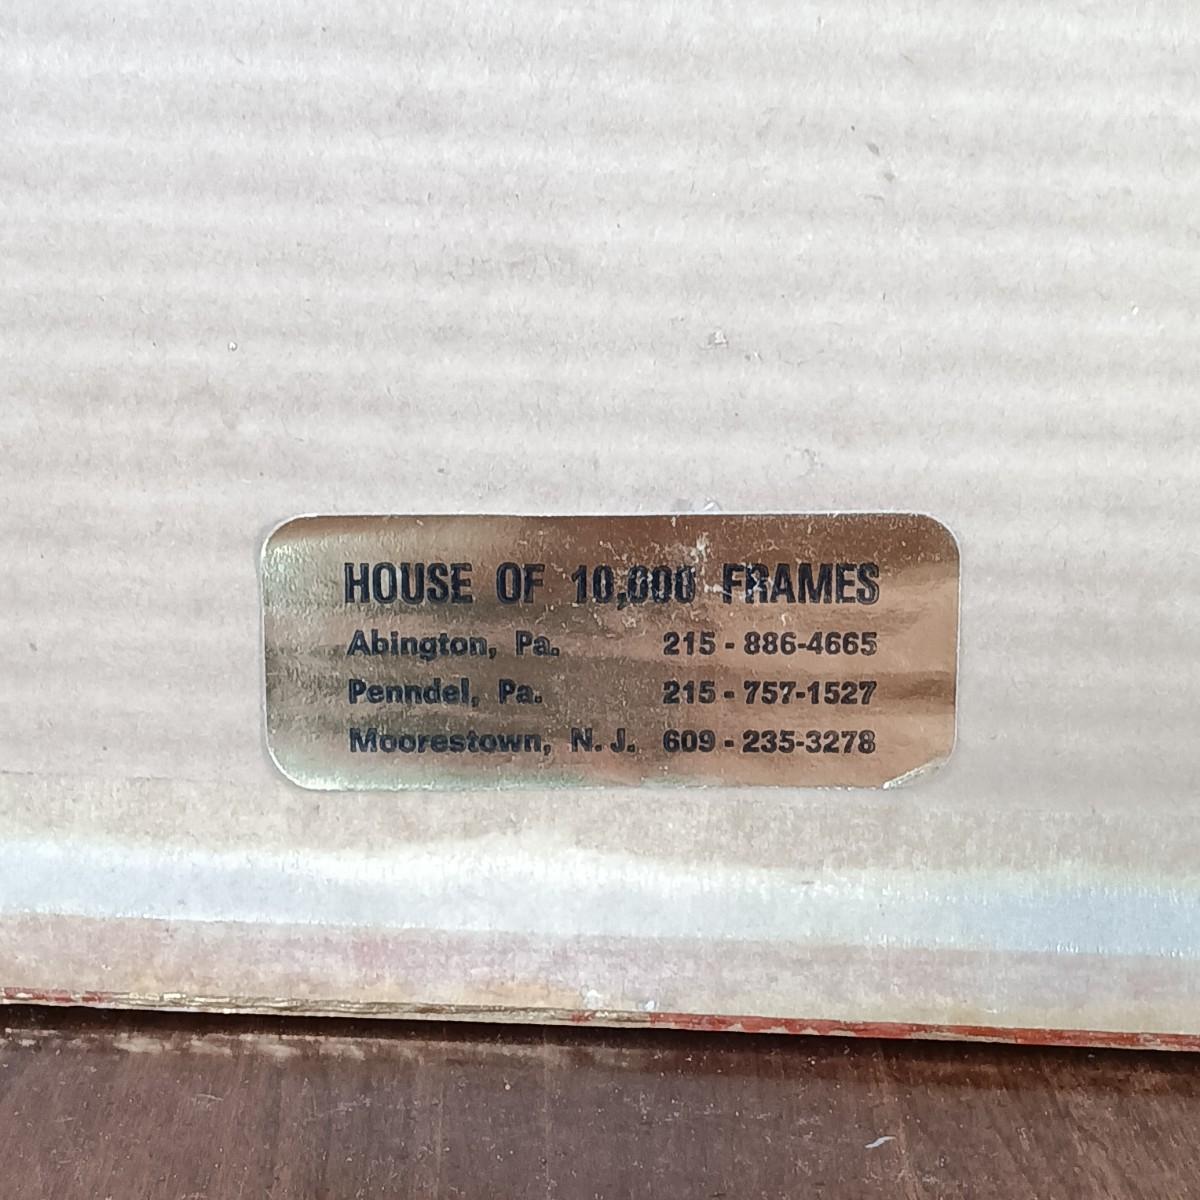 HOUSE OF 10,000 FRAMES
Abington, Pa. 215 - 886-4665
Penndel, Pa. 215 - 757-1527
Moorestown, N. J. 609 - 235-3278